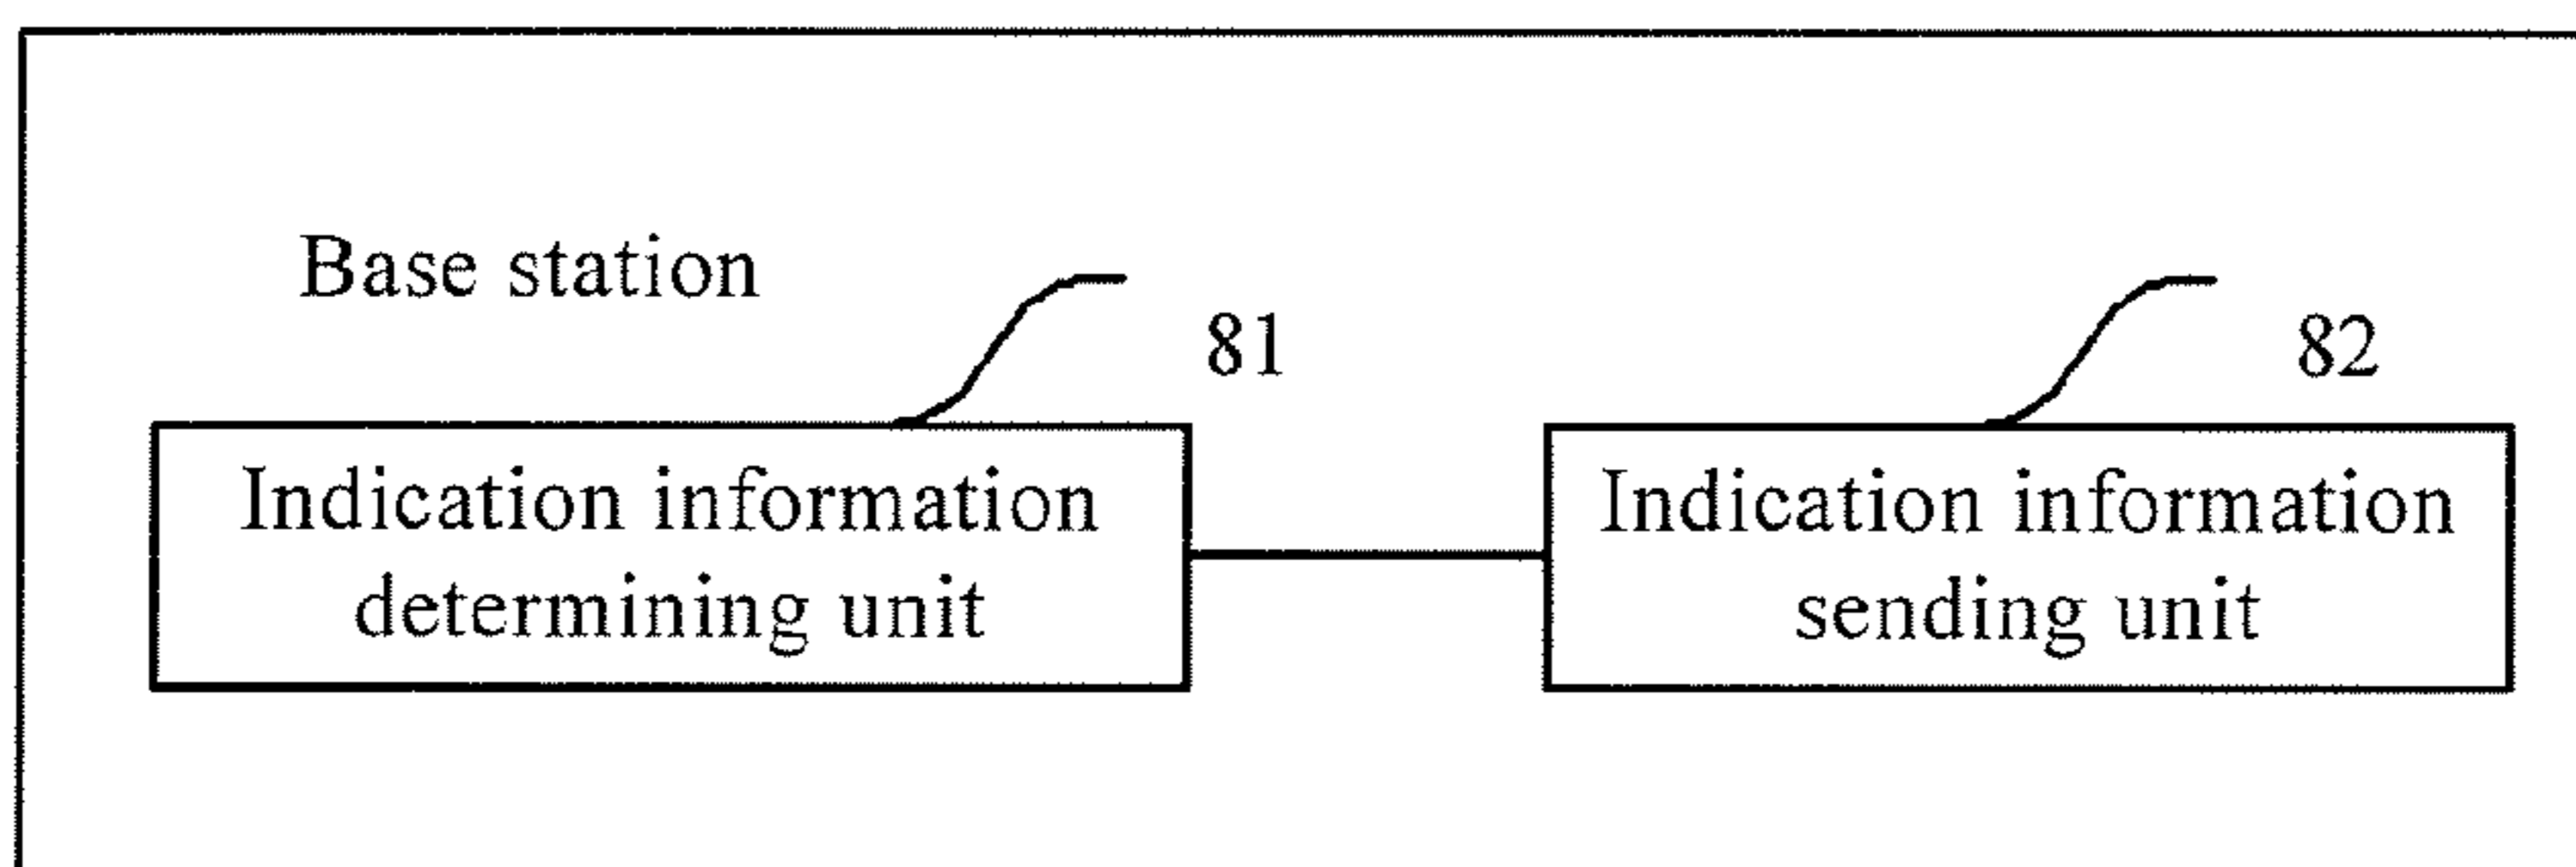 Base station
81
82
Indication information
determining unit
Indication information
sending unit